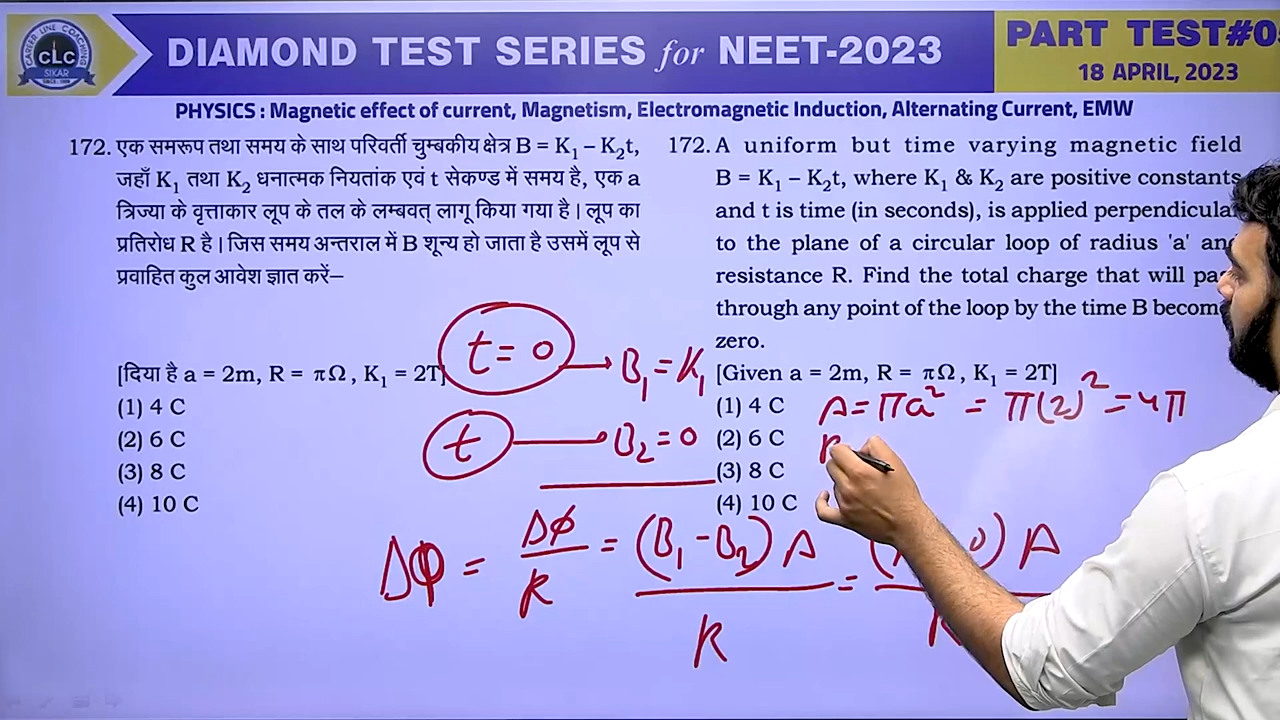 CAREER LINE COACHING
CLC
SIKAR
DIAMOND TEST SERIES for NEET-2023
PART TEST#0
18 APRIL, 2023
PHYSICS : Magnetic effect of current, Magnetism, Electromagnetic Induction, Alternating Current, EMW
172. एक समरूप तथा समय के साथ परिवर्ती चुम्बकीय क्षेत्र B = K₁ – K₂t,
जहाँ K₁ तथा K₂ धनात्मक नियतांक एवं t सेकण्ड में समय है, एक a
त्रिज्या के वृत्ताकार लूप के तल के लम्बवत् लागू किया गया है। लूप का
प्रतिरोध R है। जिस समय अन्तराल में B शून्य हो जाता है उसमें लूप से
प्रवाहित कुल आवेश ज्ञात करें–
[दिया है a = 2m, R = πΩ, K₁ = 2T]
(1) 4 C
(2) 6 C
(3) 8 C
(4) 10 C
172. A uniform but time varying magnetic field
B = K₁ – K₂t, where K₁ & K₂ are positive constants
and t is time (in seconds), is applied perpendicular
to the plane of a circular loop of radius 'a' an
resistance R. Find the total charge that will pa
through any point of the loop by the time B becom
zero.
[Given a = 2m, R = πΩ, K₁ = 2T]
(1) 4 C
(2) 6 C
(3) 8 C
(4) 10 C
t = 0 → B₁ = K₁
t → B₂ = 0
A = πa² = π(2)² = 4π
Δφ = Δφ/R = (B₁ - B₂) A / R = ( 0) A